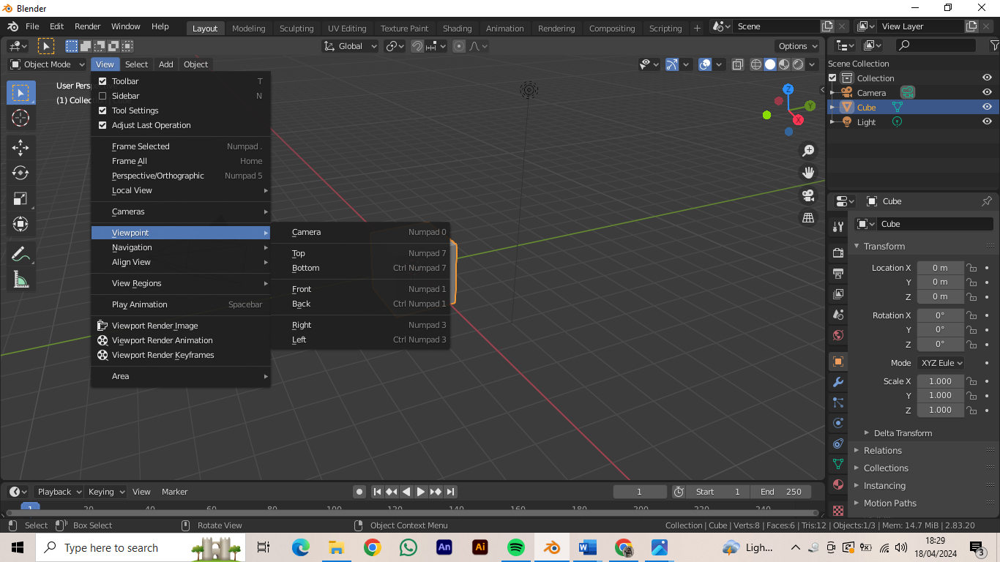 Blender
File Edit Render Window Help Layout Modeling Sculpting UV Editing Texture Paint Shading Animation Rendering Compositing Scripting + Scene View Layer
Global Options
Object Mode View Select Add Object
Scene Collection
Collection
Camera
Cube
Light
User Pers
(1) Collec
Z
Y
X
Toolbar T
Sidebar N
Tool Settings
Adjust Last Operation
Frame Selected Numpad .
Frame All Home
Perspective/Orthographic Numpad 5
Local View
Cameras
Viewpoint
Navigation
Align View
View Regions
Play Animation Spacebar
Viewport Render Image
Viewport Render Animation
Viewport Render Keyframes
Area
Camera Numpad 0
Top Numpad 7
Bottom Ctrl Numpad 7
Front Numpad 1
Back Ctrl Numpad 1
Right Numpad 3
Left Ctrl Numpad 3
Cube
Cube
Transform
Location X 0 m
Y 0 m
Z 0 m
Rotation X 0°
Y 0°
Z 0°
Mode XYZ Eule
Scale X 1.000
Y 1.000
Z 1.000
Delta Transform
Relations
Collections
Instancing
Motion Paths
Playback Keying View Marker 1 Start 1 End 250
1 20 40 60 80 100 120 140 160 180 200 220 240
Select Box Select Rotate View Object Context Menu Collection | Cube | Verts:8 | Faces:6 | Tris:12 | Objects:1/3 | Mem: 14.7 MiB | 2.83.20
Type here to search An Ai W Ligh... 18:29
18/04/2024 3